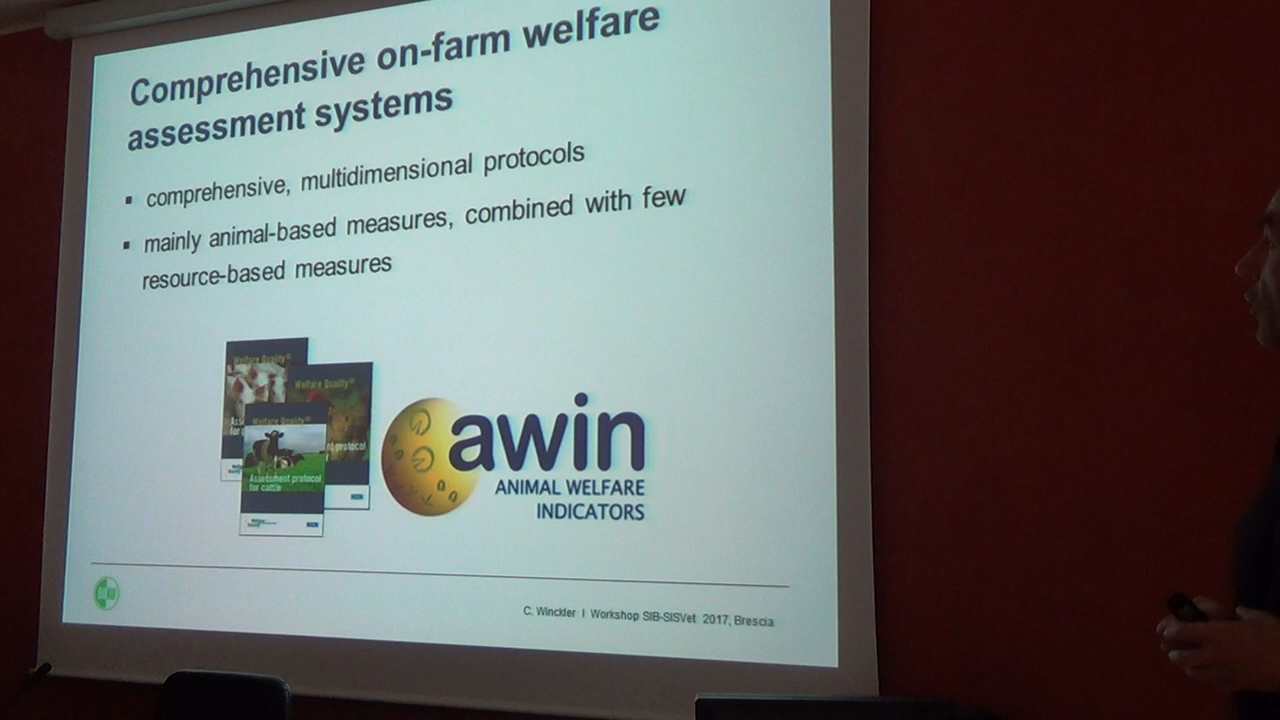 Comprehensive on-farm welfare
assessment systems
▪ comprehensive, multidimensional protocols
▪ mainly animal-based measures, combined with few
resource-based measures
Welfare Quality®
Welfare Quality®
Welfare Quality®
Assessment protocol
for cattle
awin
ANIMAL WELFARE
INDICATORS
C. Winckler I Workshop SIB-SISVet 2017, Brescia